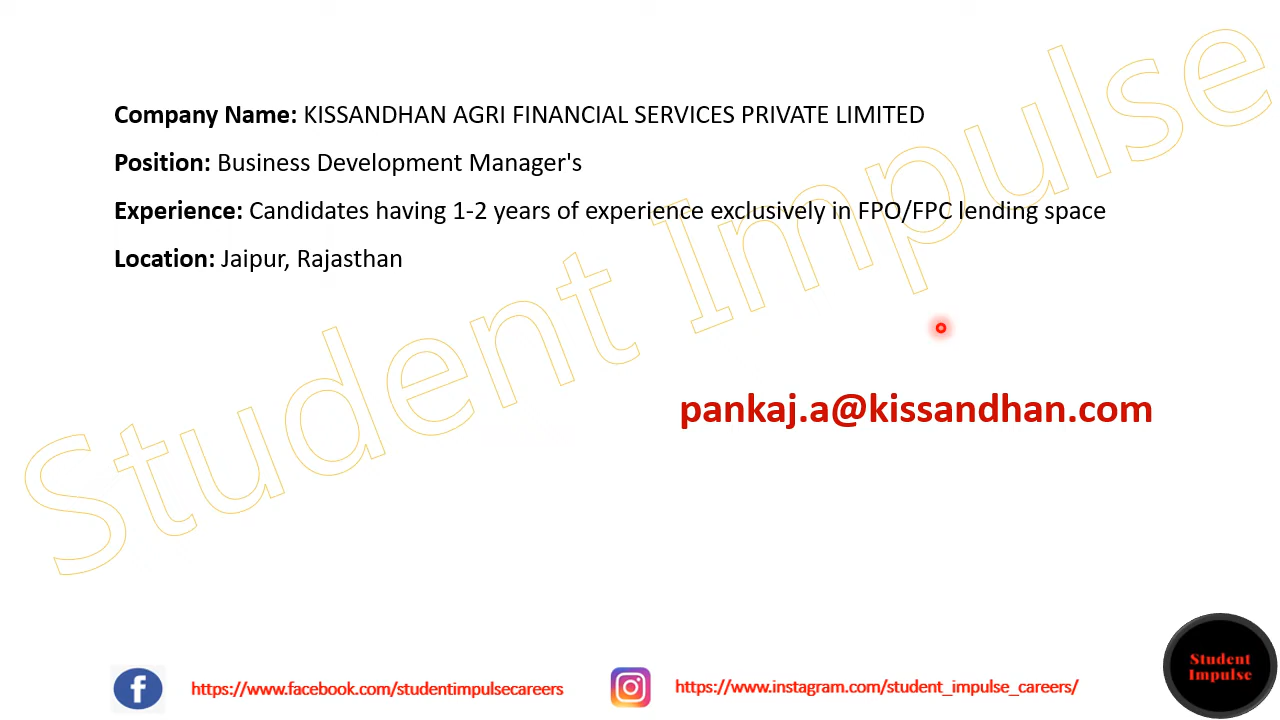 Company Name: KISSANDHAN AGRI FINANCIAL SERVICES PRIVATE LIMITED
Position: Business Development Manager's
Experience: Candidates having 1-2 years of experience exclusively in FPO/FPC lending space
Location: Jaipur, Rajasthan
Student Impulse
pankaj.a@kissandhan.com
https://www.facebook.com/studentimpulsecareers
https://www.instagram.com/student_impulse_careers/
Student
Impulse